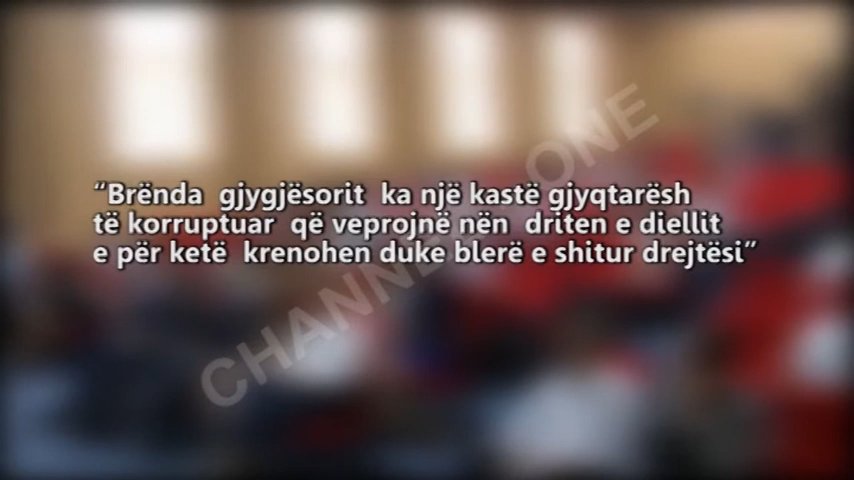 “Brënda gjygjësorit ka një kastë gjyqtarësh
të korruptuar që veprojnë nën driten e diellit
e për ketë krenohen duke blerë e shitur drejtësi”
CHANNEL ONE